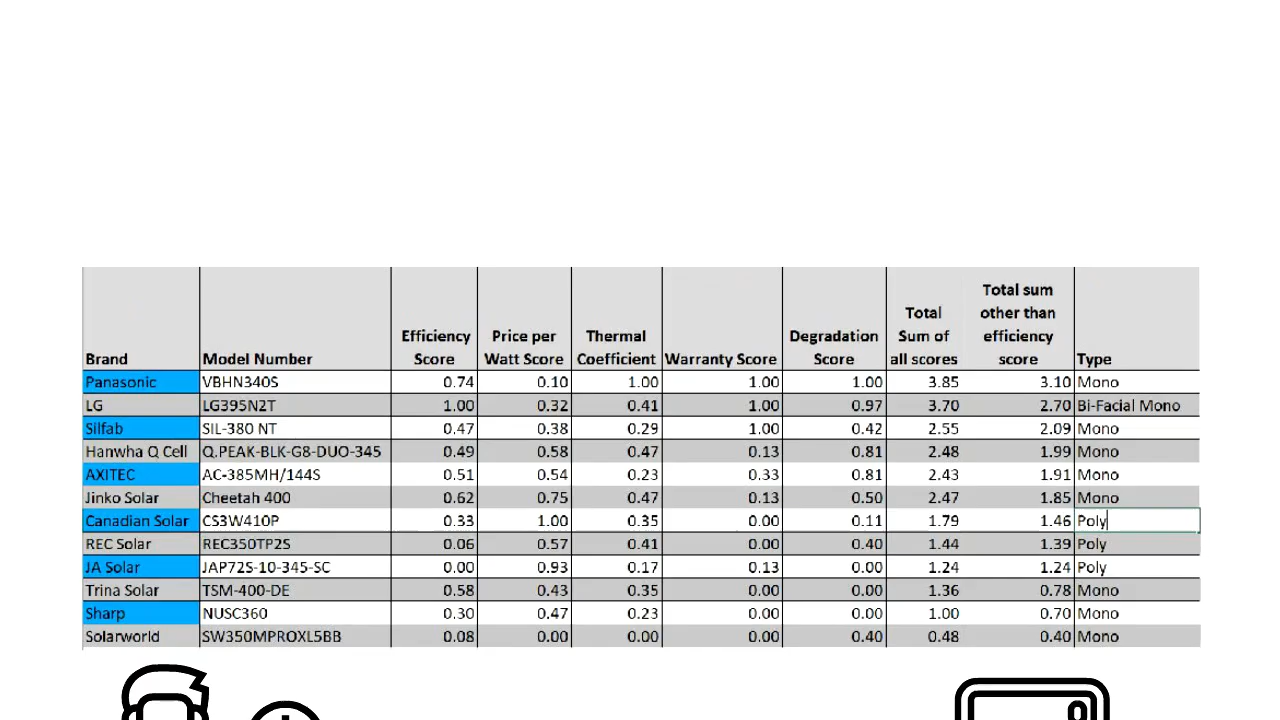 Brand Model Number Efficiency Score Price per Watt Score Thermal Coefficient Warranty Score Degradation Score Total Sum of all scores Total sum other than efficiency score Type
Panasonic VBHN340S 0.74 0.10 1.00 1.00 1.00 3.85 3.10 Mono
LG LG395N2T 1.00 0.32 0.41 1.00 0.97 3.70 2.70 Bi-Facial Mono
Silfab SIL-380 NT 0.47 0.38 0.29 1.00 0.42 2.55 2.09 Mono
Hanwha Q Cell Q.PEAK-BLK-G8-DUO-345 0.49 0.58 0.47 0.13 0.81 2.48 1.99 Mono
AXITEC AC-385MH/144S 0.51 0.54 0.23 0.33 0.81 2.43 1.91 Mono
Jinko Solar Cheetah 400 0.62 0.75 0.47 0.13 0.50 2.47 1.85 Mono
Canadian Solar CS3W410P 0.33 1.00 0.35 0.00 0.11 1.79 1.46 Poly
REC Solar REC350TP2S 0.06 0.57 0.41 0.00 0.40 1.44 1.39 Poly
JA Solar JAP72S-10-345-SC 0.00 0.93 0.17 0.13 0.00 1.24 1.24 Poly
Trina Solar TSM-400-DE 0.58 0.43 0.35 0.00 0.00 1.36 0.78 Mono
Sharp NUSC360 0.30 0.47 0.23 0.00 0.00 1.00 0.70 Mono
Solarworld SW350MPROXL5BB 0.08 0.00 0.00 0.00 0.40 0.48 0.40 Mono